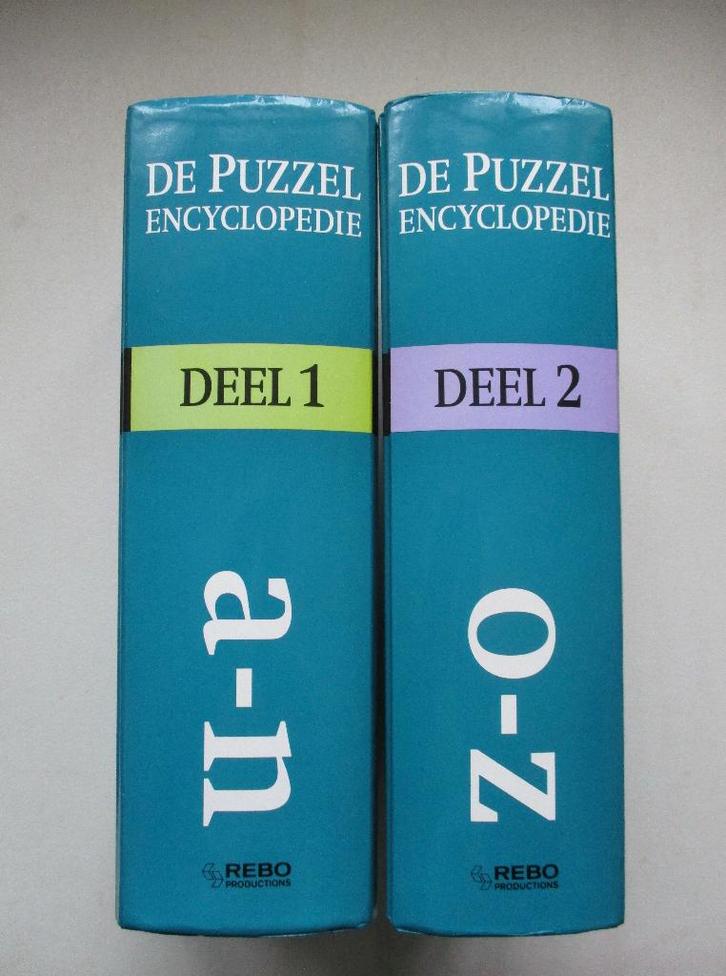 DE PUZZEL
ENCYCLOPEDIE
DEEL 1
a-n
REBO
PRODUCTIONS
DE PUZZEL
ENCYCLOPEDIE
DEEL 2
o-z
REBO
PRODUCTIONS